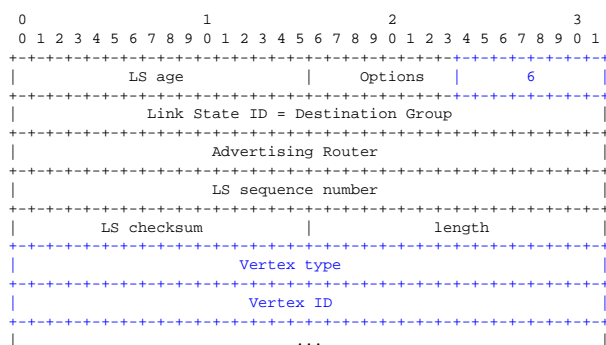 0                   1                   2                   3
0 1 2 3 4 5 6 7 8 9 0 1 2 3 4 5 6 7 8 9 0 1 2 3 4 5 6 7 8 9 0 1
+-+-+-+-+-+-+-+-+-+-+-+-+-+-+-+-+-+-+-+-+-+-+-+-+-+-+-+-+-+-+-+-+
| LS age | Options | 6 |
+-+-+-+-+-+-+-+-+-+-+-+-+-+-+-+-+-+-+-+-+-+-+-+-+-+-+-+-+-+-+-+-+
| Link State ID = Destination Group |
+-+-+-+-+-+-+-+-+-+-+-+-+-+-+-+-+-+-+-+-+-+-+-+-+-+-+-+-+-+-+-+-+
| Advertising Router |
+-+-+-+-+-+-+-+-+-+-+-+-+-+-+-+-+-+-+-+-+-+-+-+-+-+-+-+-+-+-+-+-+
| LS sequence number |
+-+-+-+-+-+-+-+-+-+-+-+-+-+-+-+-+-+-+-+-+-+-+-+-+-+-+-+-+-+-+-+-+
| LS checksum | length |
+-+-+-+-+-+-+-+-+-+-+-+-+-+-+-+-+-+-+-+-+-+-+-+-+-+-+-+-+-+-+-+-+
| Vertex type |
+-+-+-+-+-+-+-+-+-+-+-+-+-+-+-+-+-+-+-+-+-+-+-+-+-+-+-+-+-+-+-+-+
| Vertex ID |
+-+-+-+-+-+-+-+-+-+-+-+-+-+-+-+-+-+-+-+-+-+-+-+-+-+-+-+-+-+-+-+-+
| ... |